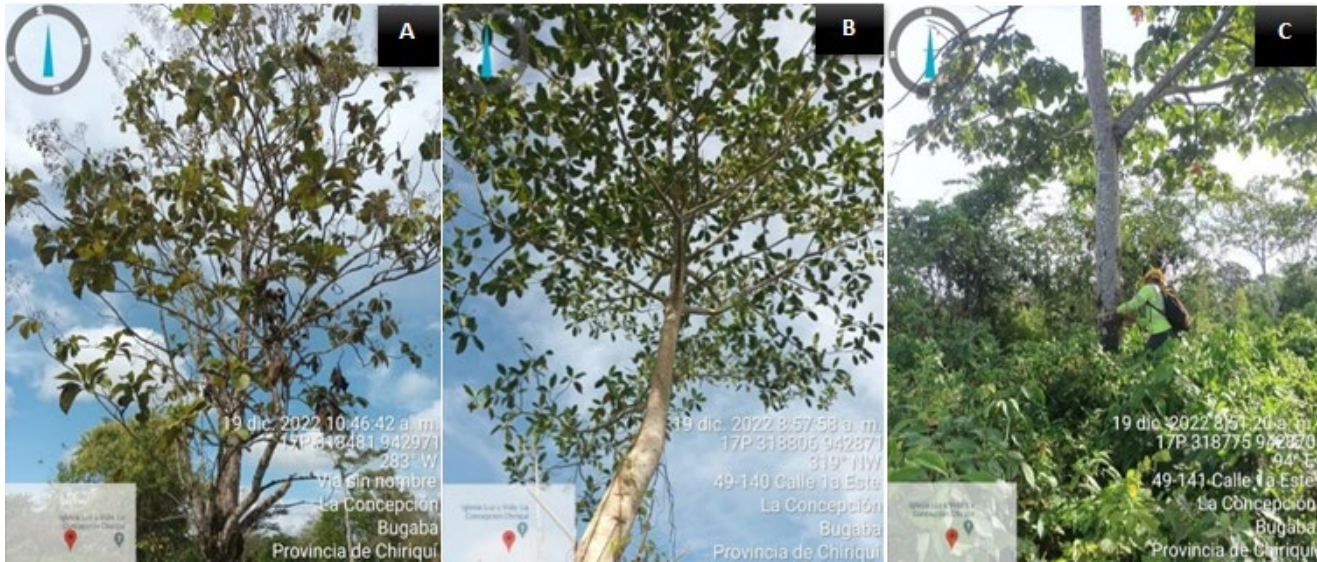 A
19 dic. 2022 10:46:42 a. m.
17P 318481 942971
283° W
Vía sin nombre
La Concepción
Bugaba
Provincia de Chiriquí
B
19 dic. 2022 8:57:58 a. m.
17P 318806 942871
319° NW
49-140 Calle 1a Este
La Concepción
Bugaba
Provincia de Chiriquí
C
19 dic. 2022 8:51:20 a. m.
17P 318775 942870
94° E
49-141 Calle 1a Este
La Concepción
Bugaba
Provincia de Chiriquí